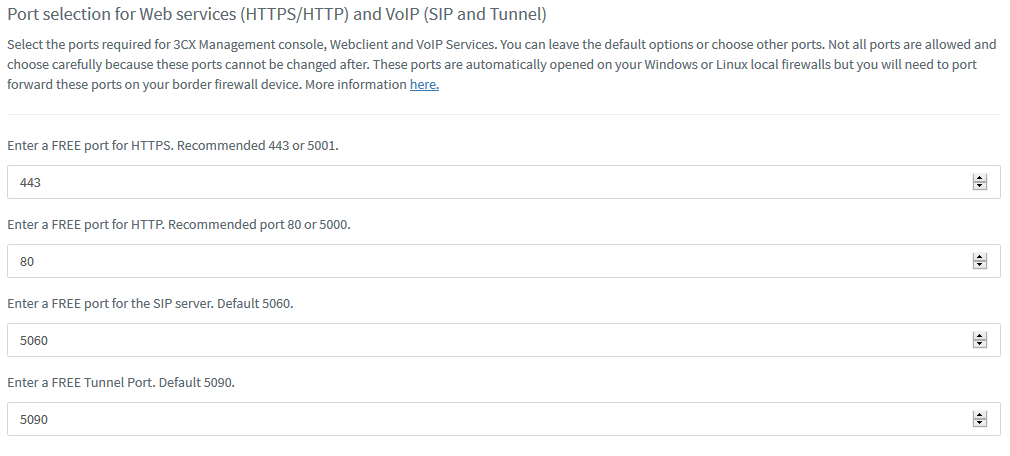 Port selection for Web services (HTTPS/HTTP) and VoIP (SIP and Tunnel)
Select the ports required for 3CX Management console, Webclient and VoIP Services. You can leave the default options or choose other ports. Not all ports are allowed and
choose carefully because these ports cannot be changed after. These ports are automatically opened on your Windows or Linux local firewalls but you will need to port
forward these ports on your border firewall device. More information here.
Enter a FREE port for HTTPS. Recommended 443 or 5001.
443
Enter a FREE port for HTTP. Recommended port 80 or 5000.
80
Enter a FREE port for the SIP server. Default 5060.
5060
Enter a FREE Tunnel Port. Default 5090.
5090